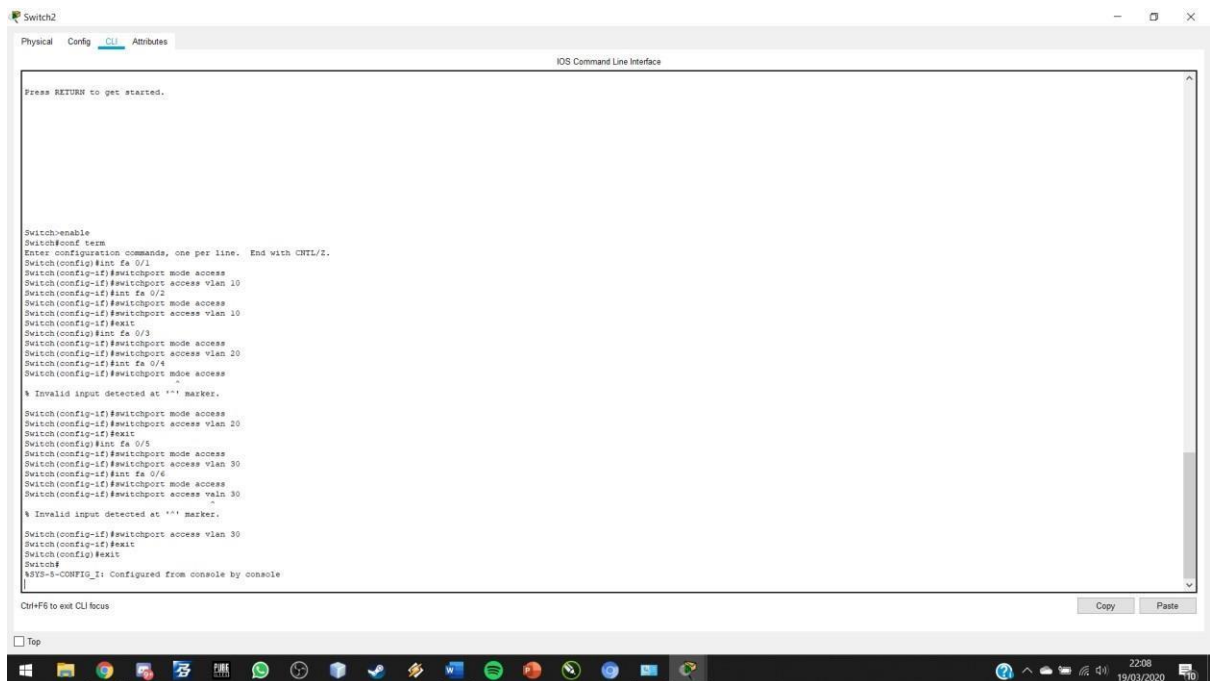 Switch2
Physical Config CLI Attributes
IOS Command Line Interface
Press RETURN to get started.
Switch>enable
Switch#conf term
Enter configuration commands, one per line. End with CNTL/Z.
Switch(config)#int fa 0/1
Switch(config-if)#switchport mode access
Switch(config-if)#switchport access vlan 10
Switch(config-if)#int fa 0/2
Switch(config-if)#switchport mode access
Switch(config-if)#switchport access vlan 10
Switch(config-if)#exit
Switch(config)#int fa 0/3
Switch(config-if)#switchport mode access
Switch(config-if)#switchport access vlan 20
Switch(config-if)#int fa 0/4
Switch(config-if)#switchport mdoe access
^
% Invalid input detected at '^' marker.
Switch(config-if)#switchport mode access
Switch(config-if)#switchport access vlan 20
Switch(config-if)#exit
Switch(config)#int fa 0/5
Switch(config-if)#switchport mode access
Switch(config-if)#switchport access vlan 30
Switch(config-if)#int fa 0/6
Switch(config-if)#switchport mode access
Switch(config-if)#switchport access valn 30
^
% Invalid input detected at '^' marker.
Switch(config-if)#switchport access vlan 30
Switch(config-if)#exit
Switch(config)#exit
Switch#
%SYS-5-CONFIG_I: Configured from console by console
Ctrl+F6 to exit CLI focus
Copy Paste
Top
PUBG
22:08
19/03/2020
10